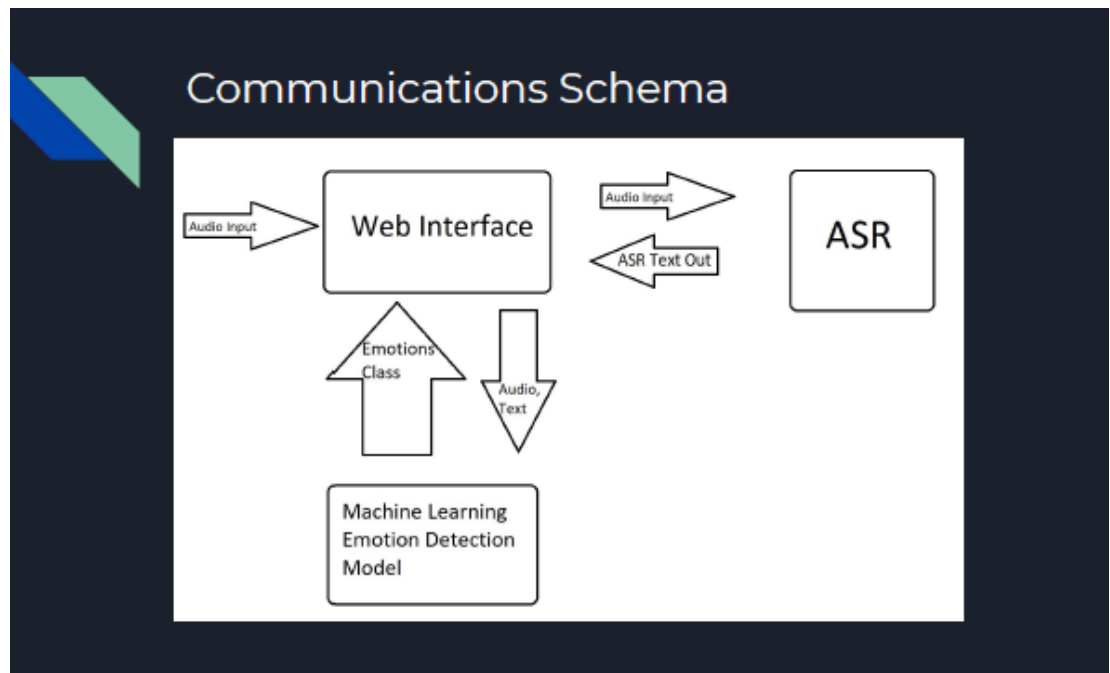 Communications Schema
Audio Input
Web Interface
Audio Input
ASR Text Out
ASR
Emotions
Class
Audio,
Text
Machine Learning
Emotion Detection
Model